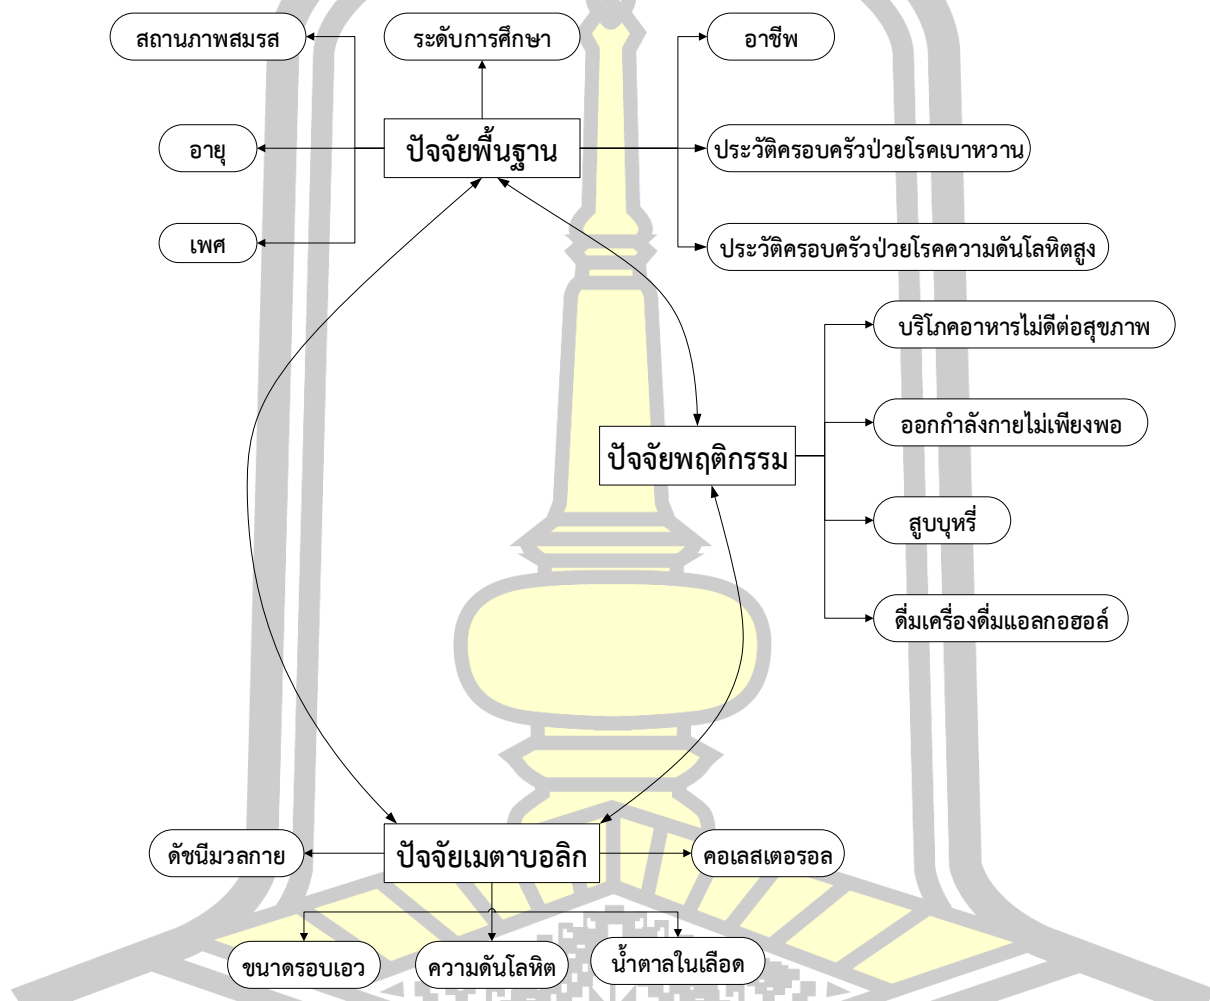 สถานภาพสมรส
ระดับการศึกษา
อาชีพ
อายุ
ปัจจัยพื้นฐาน
ประวัติครอบครัวป่วยโรคเบาหวาน
เพศ
ประวัติครอบครัวป่วยโรคความดันโลหิตสูง
บริโภคอาหารไม่ดีต่อสุขภาพ
ออกกำลังกายไม่เพียงพอ
ปัจจัยพฤติกรรม
สูบบุหรี่
ดื่มเครื่องดื่มแอลกอฮอล์
ดัชนีมวลกาย
ปัจจัยเมตาบอลิก
คอเลสเตอรอล
ขนาดรอบเอว
ความดันโลหิต
น้ำตาลในเลือด